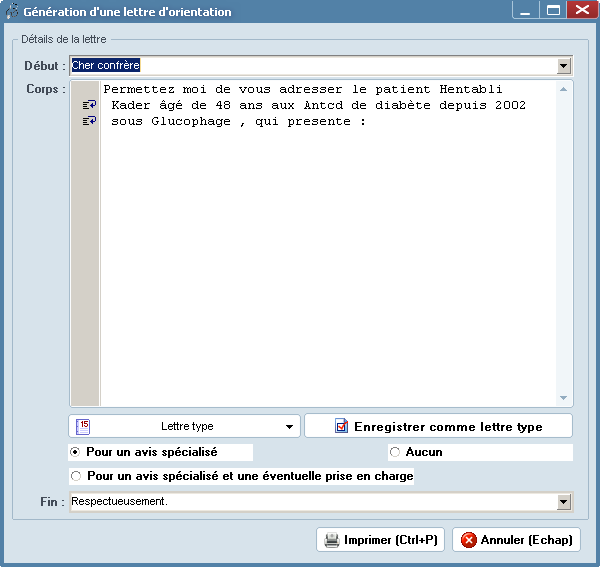 Génération d'une lettre d'orientation
Détails de la lettre
Début : Cher confrère
Corps : Permettez moi de vous adresser le patient Hentabli
Kader âgé de 48 ans aux Antcd de diabète depuis 2002
sous Glucophage , qui presente :
15 Lettre type Enregistrer comme lettre type
Pour un avis spécialisé Aucun
Pour un avis spécialisé et une éventuelle prise en charge
Fin : Respectueusement.
Imprimer (Ctrl+P) Annuler (Echap)